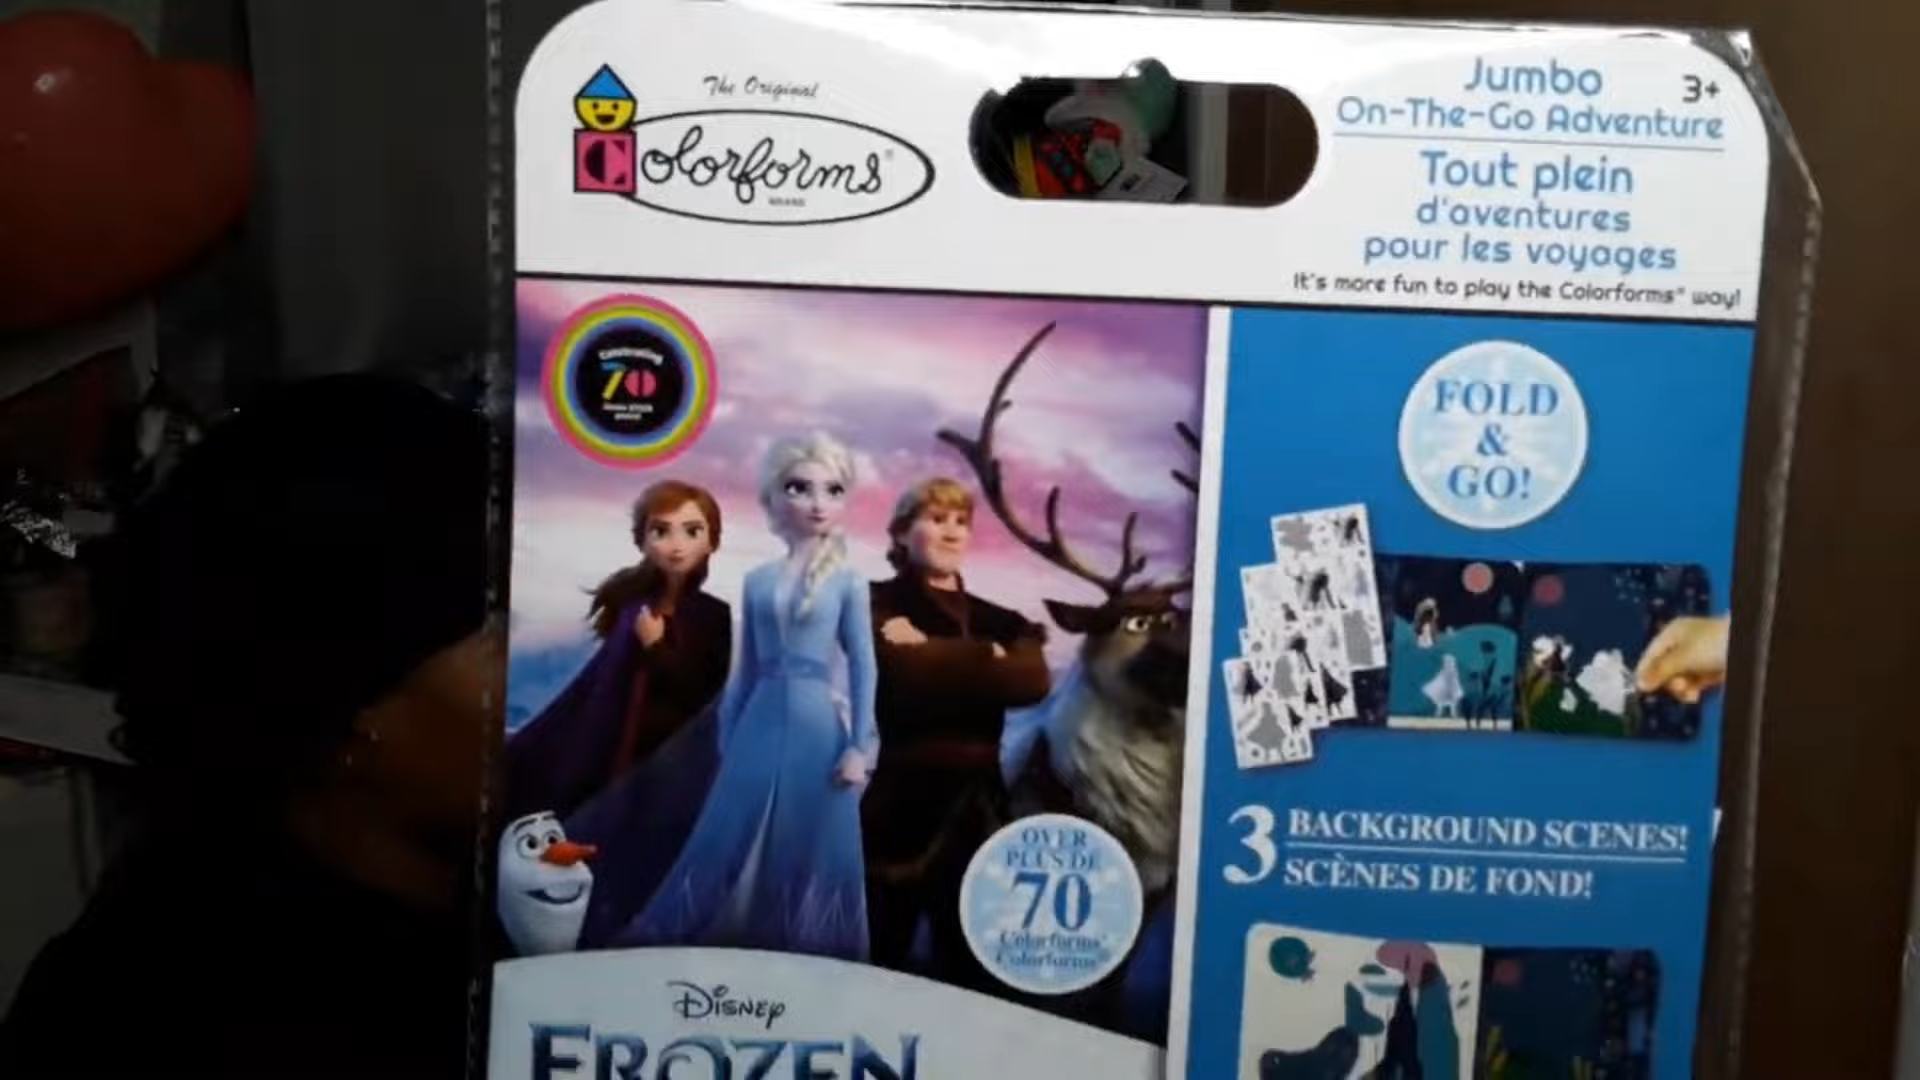 The Original
Colorforms®
BRAND
Jumbo
3+
On-The-Go Adventure
Tout plein
d'aventures
pour les voyages
It's more fun to play the Colorforms® way!
Celebrating
70
FOLD
&
GO!
OVER
PLUS DE
70
Colorforms®
Colorforms®
3 BACKGROUND SCENES!
SCÈNES DE FOND!
Disney
FROZEN